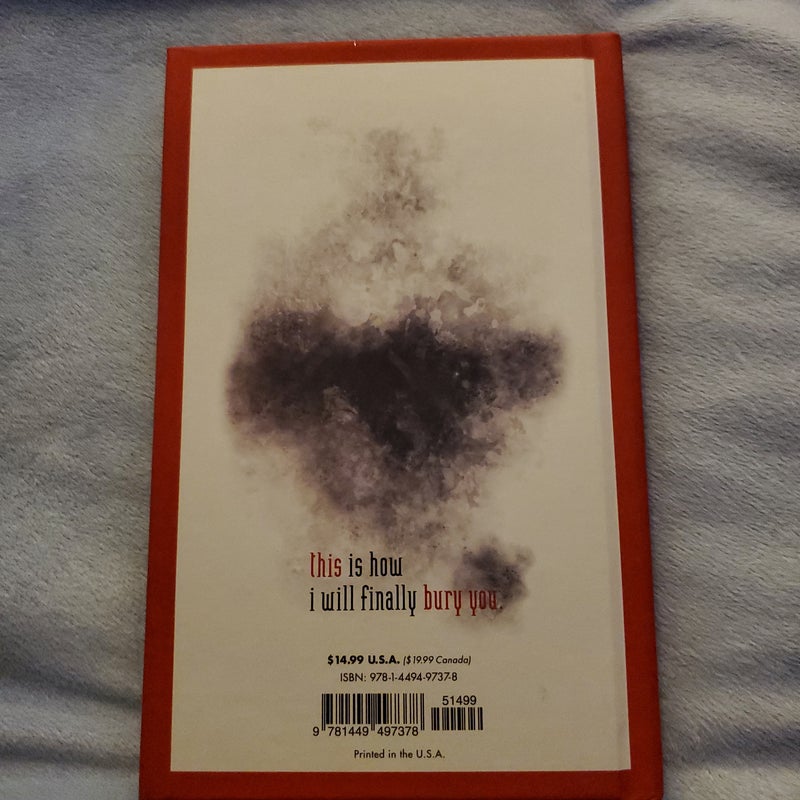 this is how
i will finally bury you.
$14.99 U.S.A. ($19.99 Canada)
ISBN: 978-1-4494-9737-8
51499
9 781449 497378
Printed in the U.S.A.